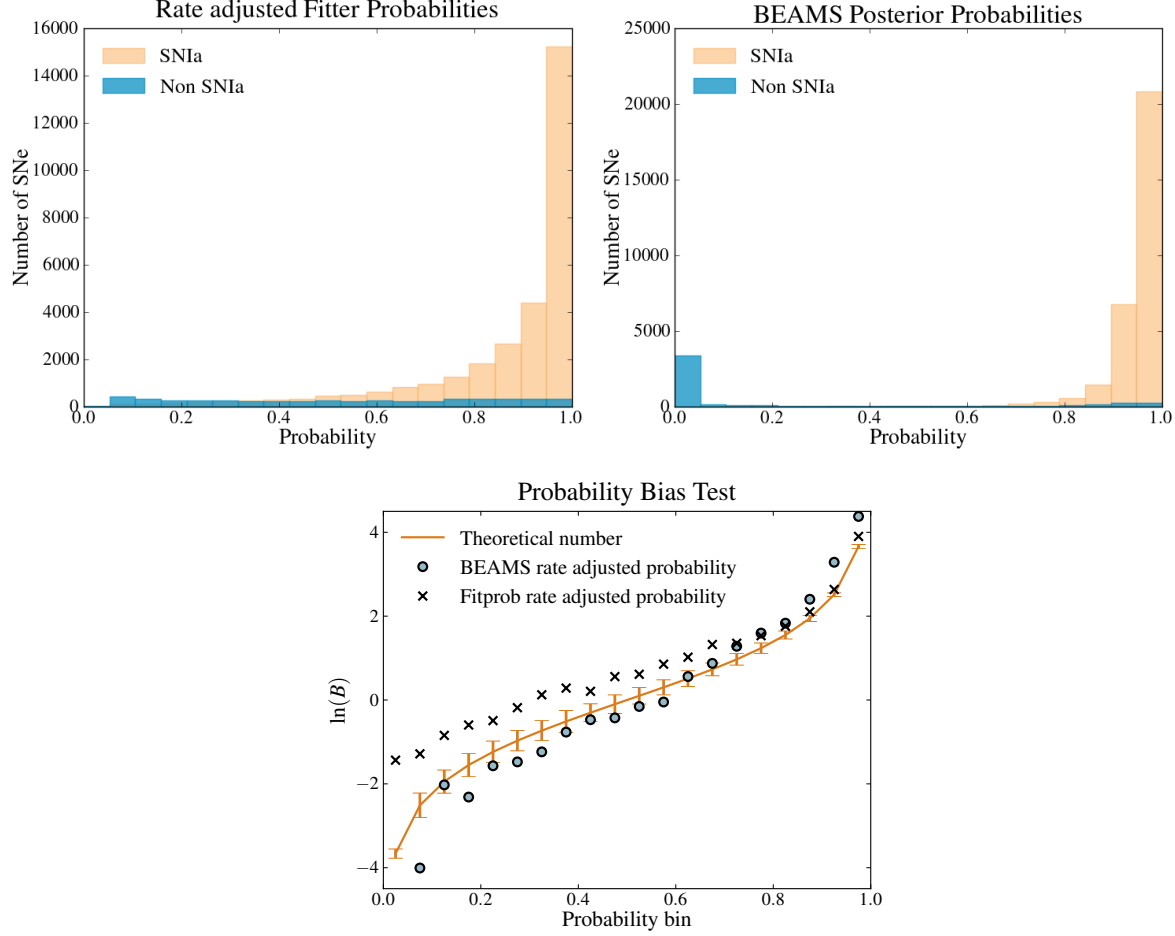 Rate adjusted Fitter Probabilities
16000
14000
12000
10000
8000
6000
4000
2000
0
Number of SNe
SNIa
Non SNIa
0.0 0.2 0.4 0.6 0.8 1.0
Probability
BEAMS Posterior Probabilities
25000
20000
15000
10000
5000
0
Number of SNe
SNIa
Non SNIa
0.0 0.2 0.4 0.6 0.8 1.0
Probability
Probability Bias Test
4
2
0
−2
−4
ln(B)
Theoretical number
BEAMS rate adjusted probability
Fitprob rate adjusted probability
0.0 0.2 0.4 0.6 0.8 1.0
Probability bin